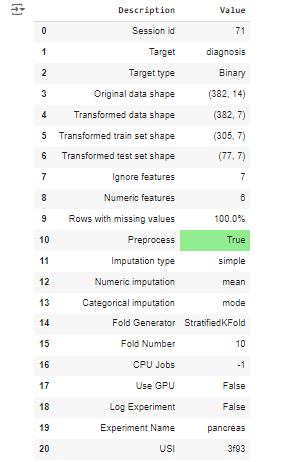 Description Value
0 Session id 71
1 Target diagnosis
2 Target type Binary
3 Original data shape (382, 14)
4 Transformed data shape (382, 7)
5 Transformed train set shape (305, 7)
6 Transformed test set shape (77, 7)
7 Ignore features 7
8 Numeric features 6
9 Rows with missing values 100.0%
10 Preprocess True
11 Imputation type simple
12 Numeric imputation mean
13 Categorical imputation mode
14 Fold Generator StratifiedKFold
15 Fold Number 10
16 CPU Jobs -1
17 Use GPU False
18 Log Experiment False
19 Experiment Name pancreas
20 USI 3f93